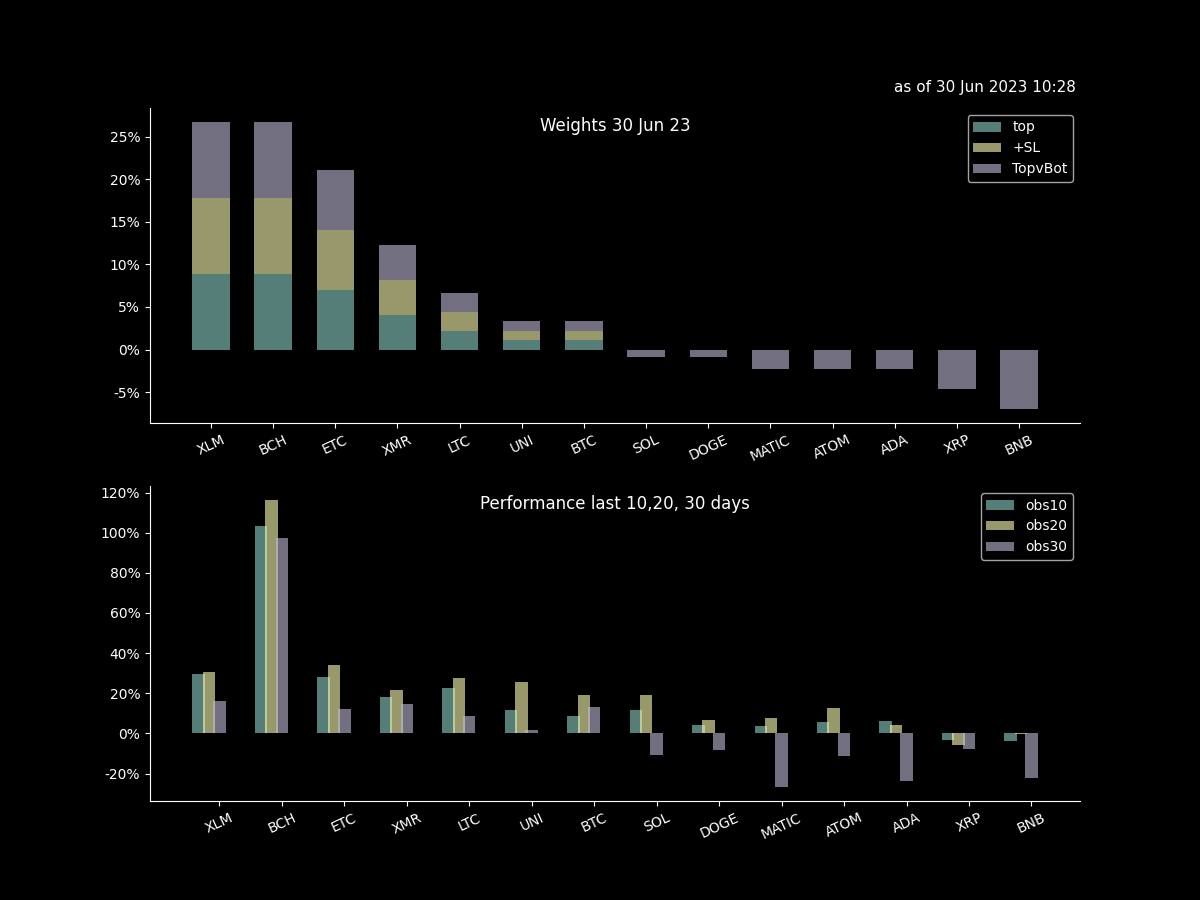 as of 30 Jun 2023 10:28
Weights 30 Jun 23
top
+SL
TopvBot
25%
20%
15%
10%
5%
0%
-5%
XLM BCH ETC XMR LTC UNI BTC SOL DOGE MATIC ATOM ADA XRP BNB
Performance last 10,20, 30 days
obs10
obs20
obs30
120%
100%
80%
60%
40%
20%
0%
-20%
XLM BCH ETC XMR LTC UNI BTC SOL DOGE MATIC ATOM ADA XRP BNB